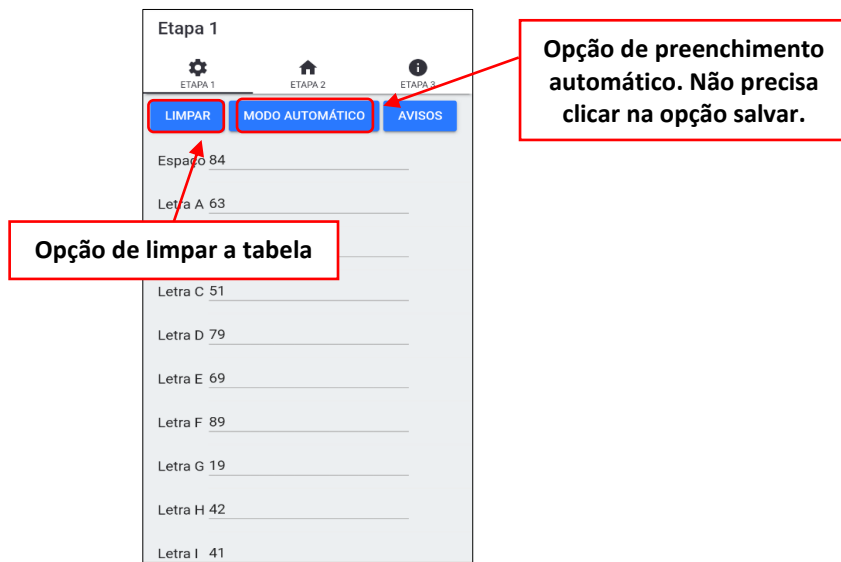 Etapa 1
ETAPA 1
ETAPA 2
ETAPA 3
LIMPAR
MODO AUTOMÁTICO
AVISOS
Opção de preenchimento
automático. Não precisa
clicar na opção salvar.
Espaço 84
Letra A 63
Opção de limpar a tabela
Letra C 51
Letra D 79
Letra E 69
Letra F 89
Letra G 19
Letra H 42
Letra I 41